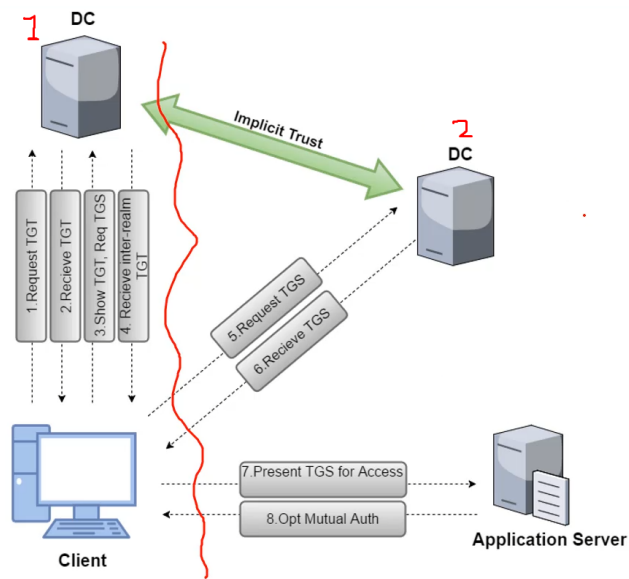 1
DC
Implicit Trust
2
DC
1.Request TGT
2.Recieve TGT
3.Show TGT, Req TGS
4. Recieve inter-realm
TGT
5.Request TGS
6.Recieve TGS
7.Present TGS for Access
8.Opt Mutual Auth
Client
Application Server